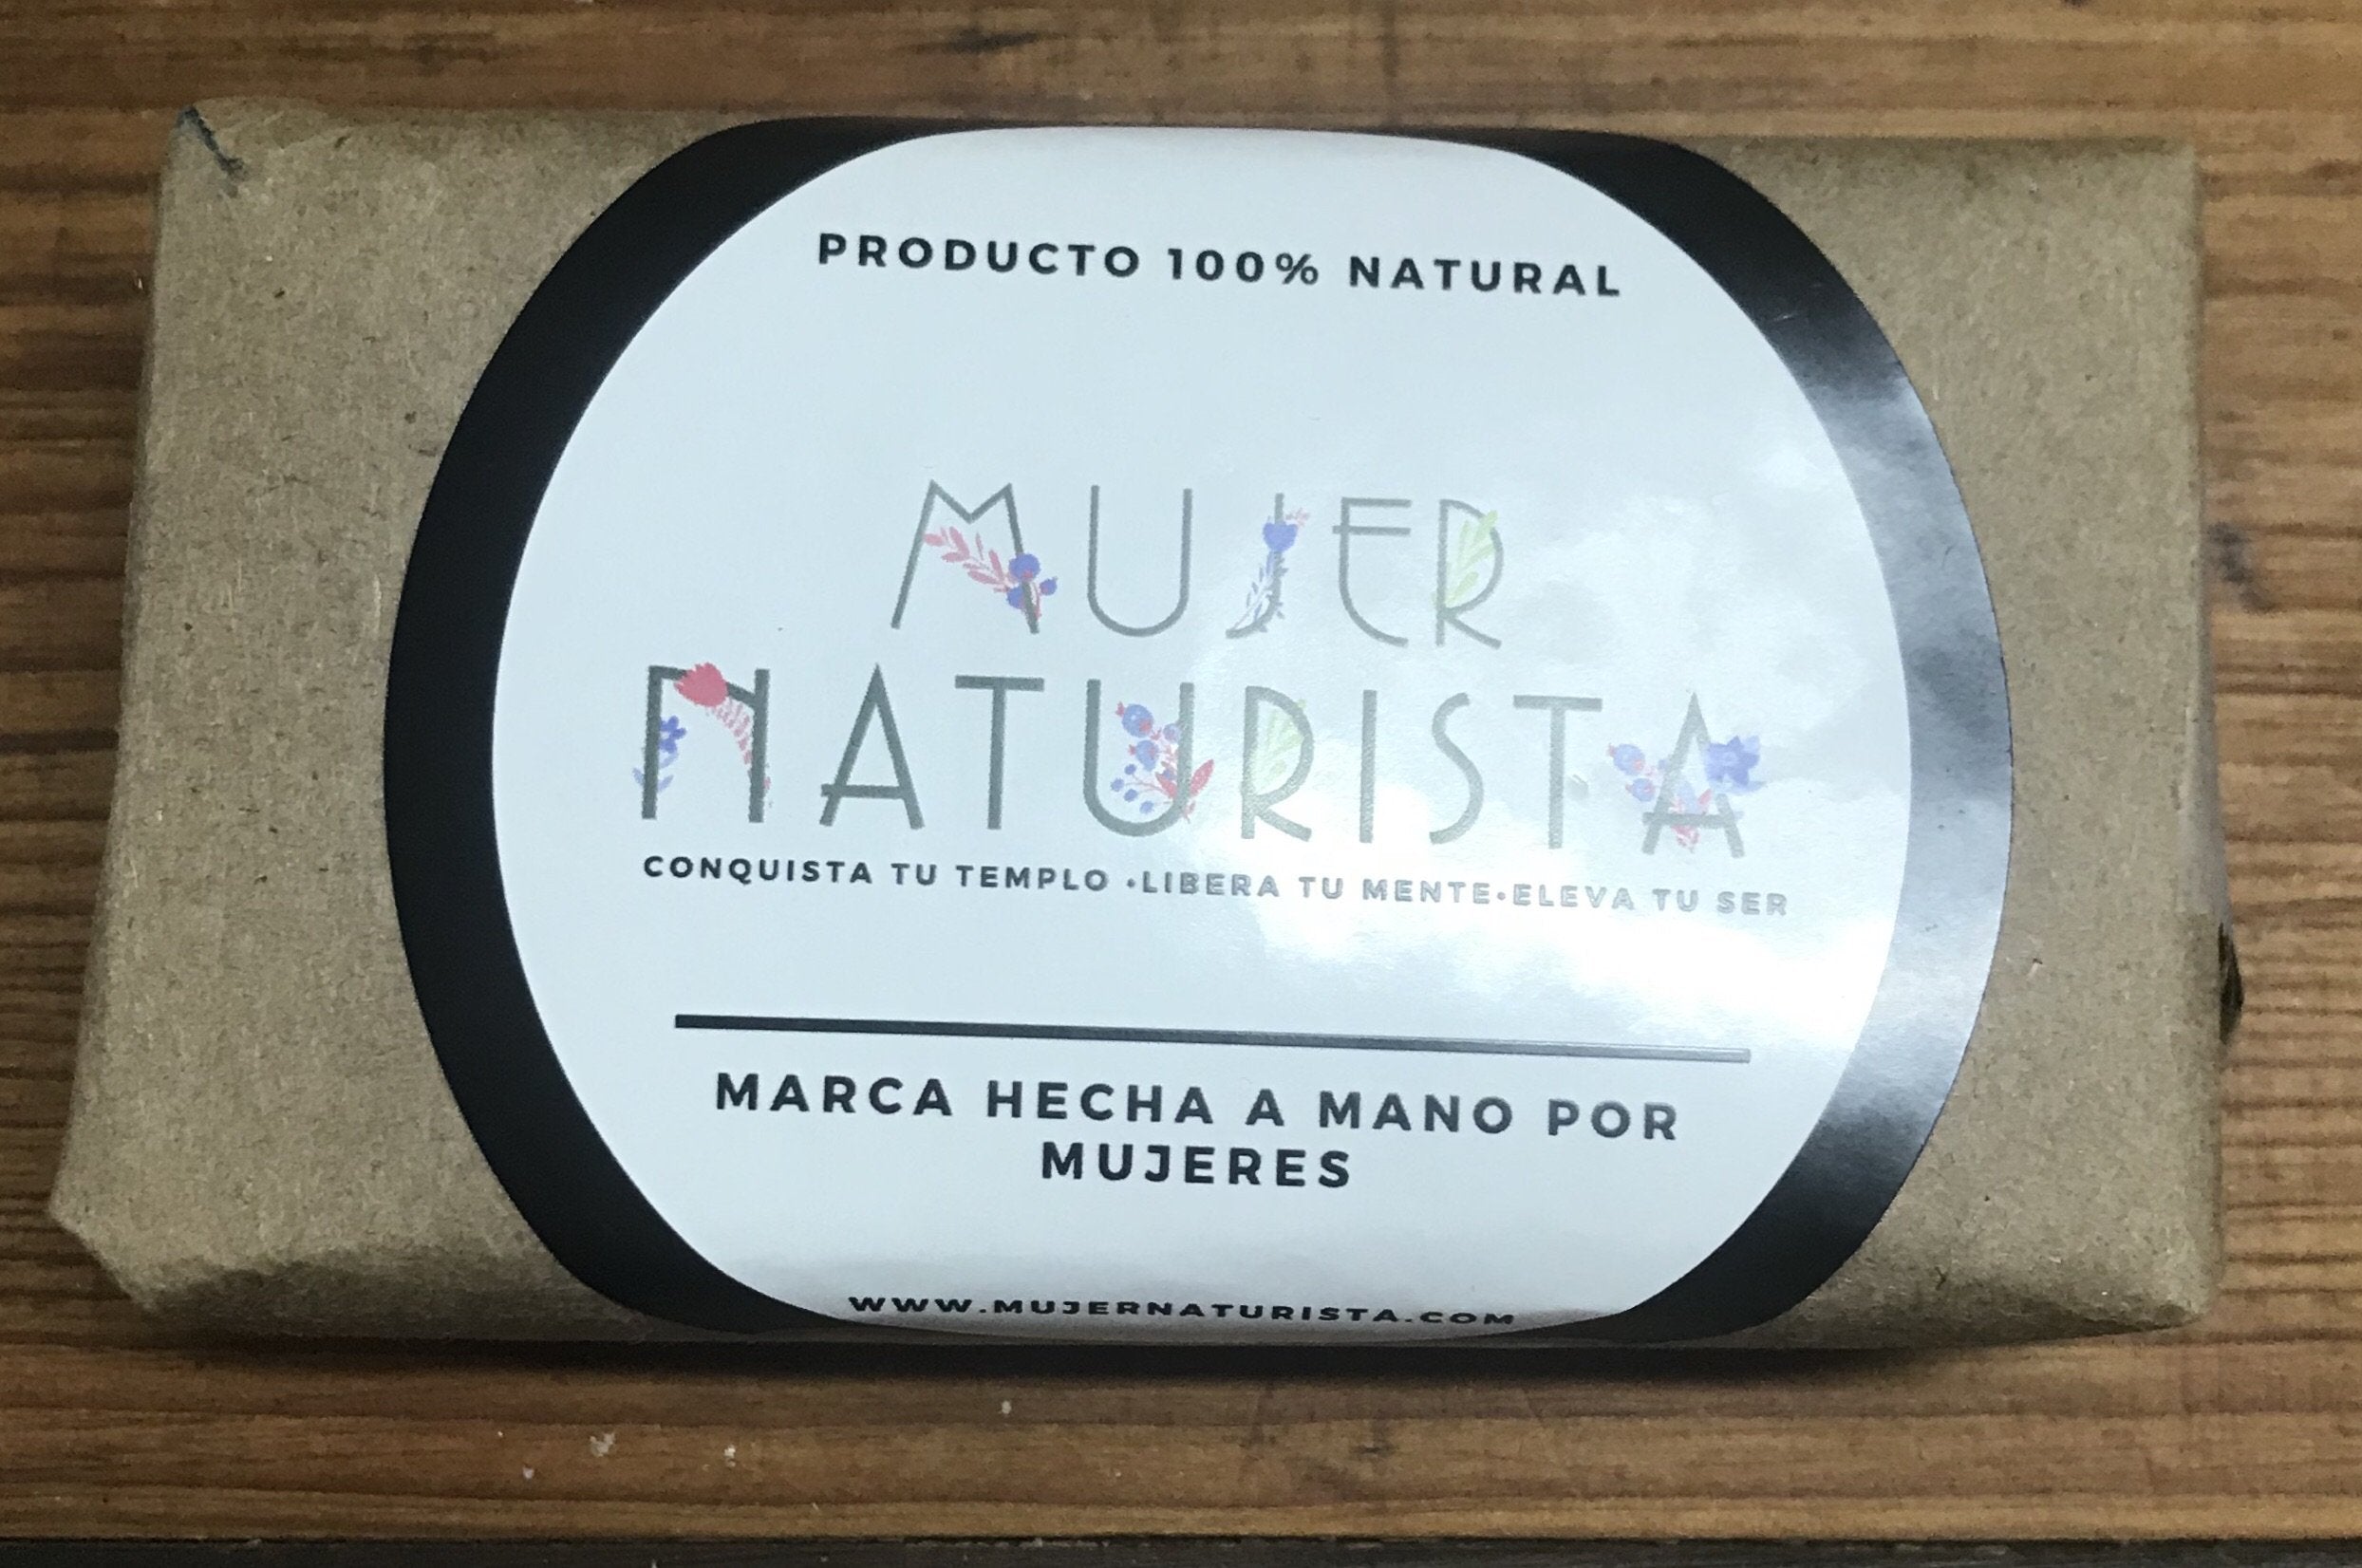 PRODUCTO 100% NATURAL
MUJER
NATURISTA
CONQUISTA TU TEMPLO •LIBERA TU MENTE•ELEVA TU SER
MARCA HECHA A MANO POR
MUJERES
WWW.MUJERNATURISTA.COM